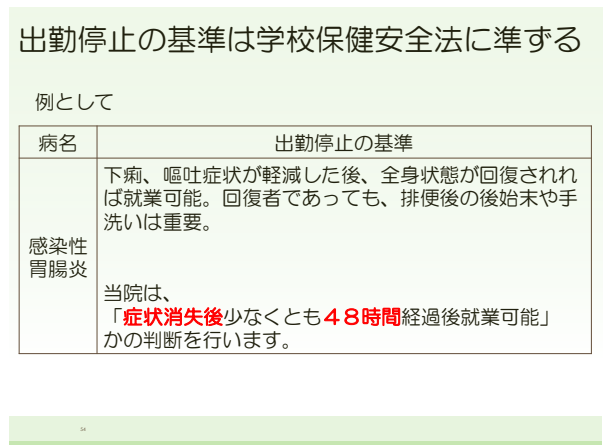 出勤停止の基準は学校保健安全法に準ずる
例として
病名
出勤停止の基準
感染性
胃腸炎
下痢、嘔吐症状が軽減した後、全身状態が回復されれ
ば就業可能。回復者であっても、排便後の後始末や手
洗いは重要。
当院は、
「症状消失後少なくとも４８時間経過後就業可能」
かの判断を行います。